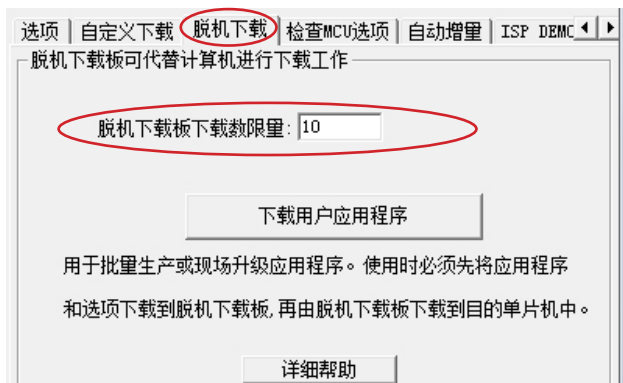 选项 自定义下载 脱机下载 检查MCU选项 自动增量 ISP DEMO
脱机下载板可代替计算机进行下载工作
脱机下载板下载数限量: 10
下载用户应用程序
用于批量生产或现场升级应用程序。使用时必须先将应用程序
和选项下载到脱机下载板,再由脱机下载板下载到目的单片机中。
详细帮助